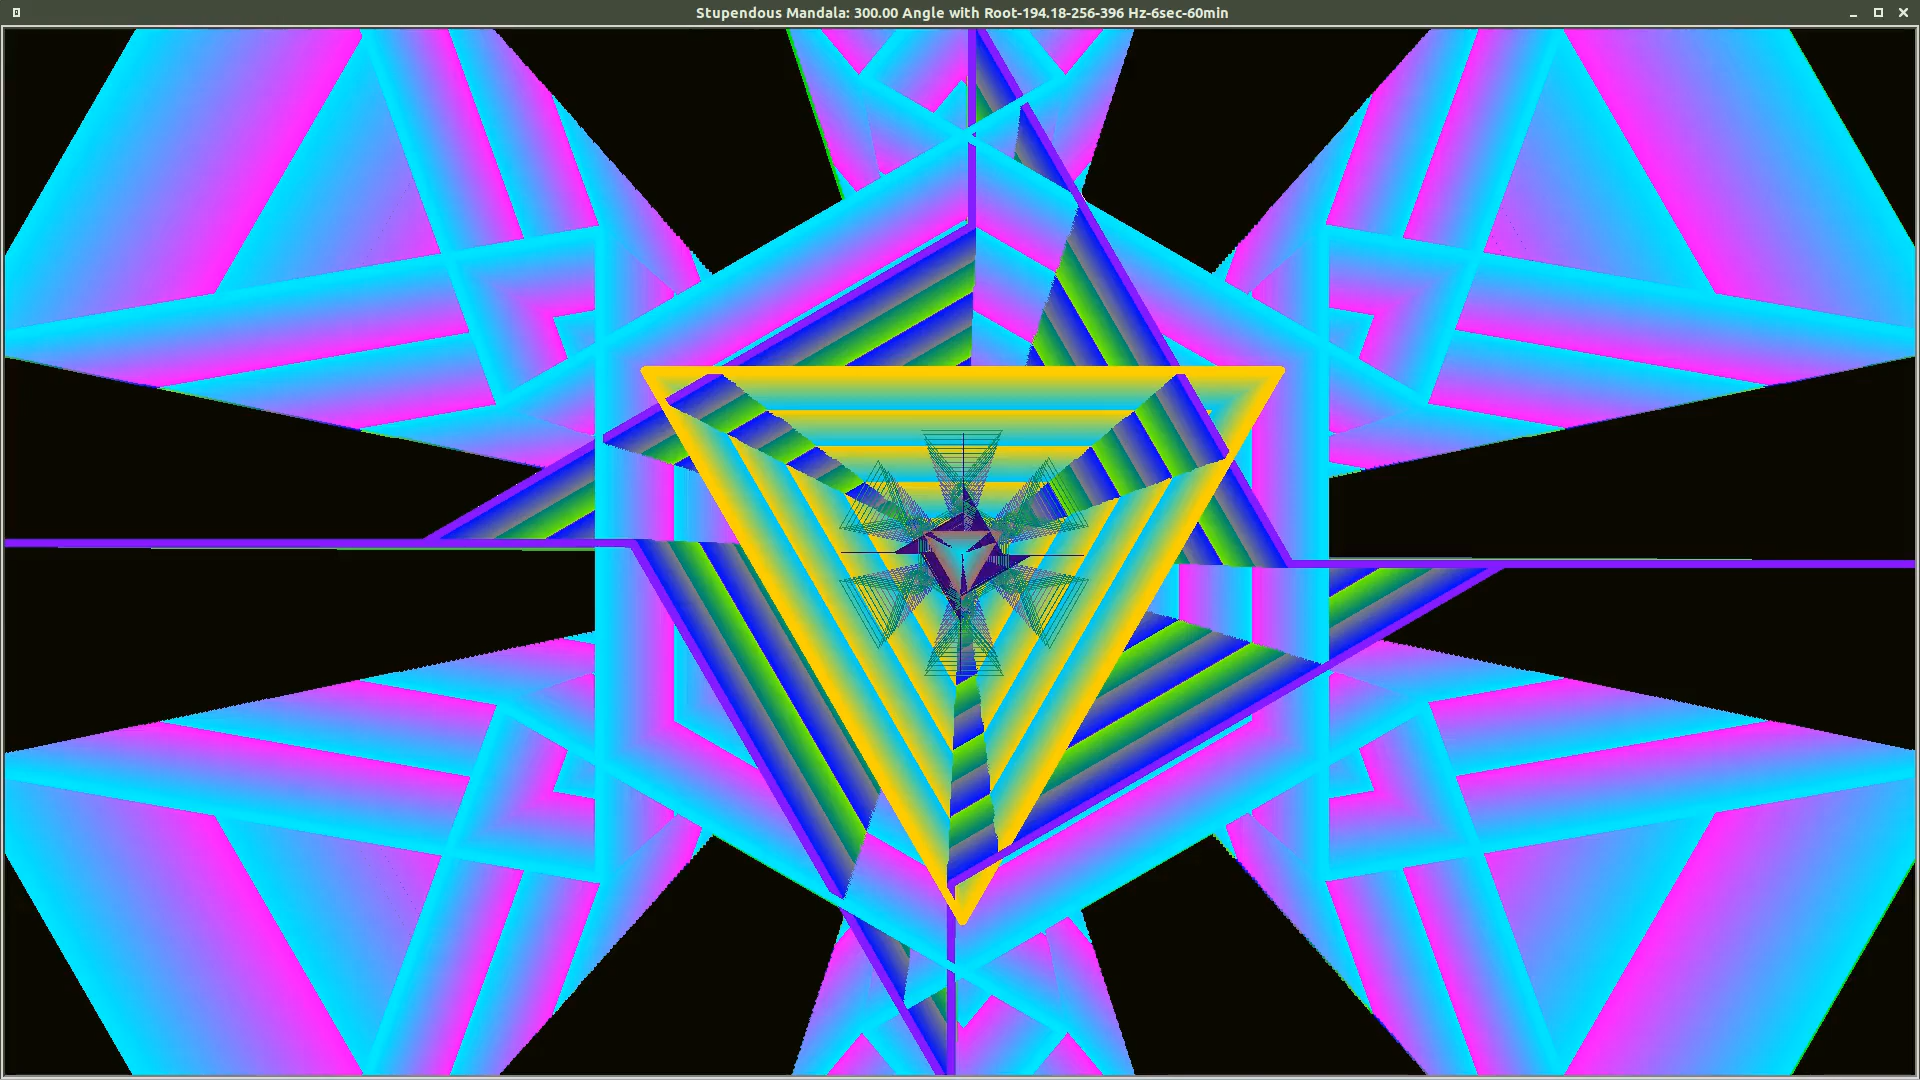 Stupendous Mandala: 300.00 Angle with Root-194.18-256-396 Hz-6sec-60min